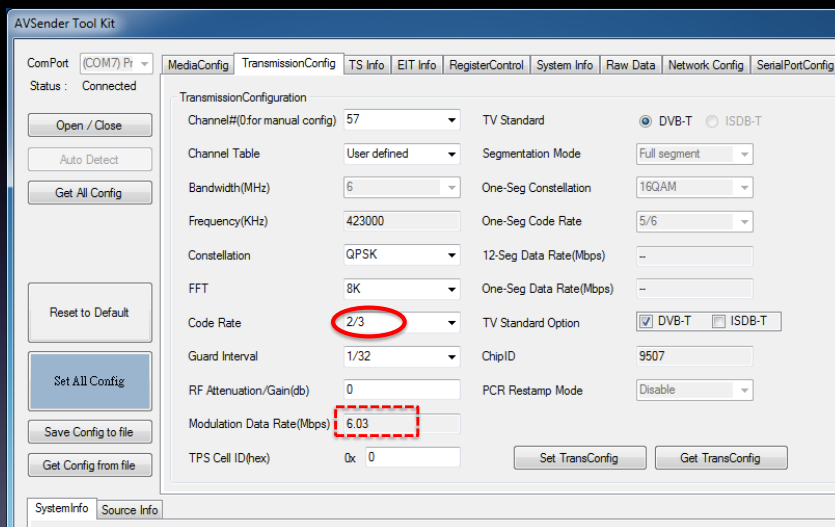 AVSender Tool Kit
ComPort (COM7) Pr
Status : Connected
Open / Close
Auto Detect
Get All Config
Reset to Default
Set All Config
Save Config to file
Get Config from file
MediaConfig TransmissionConfig TS Info EIT Info RegisterControl System Info Raw Data Network Config SerialPortConfig
TransmissionConfiguration
Channel#(0:for manual config) 57
Channel Table User defined
Bandwidth(MHz) 6
Frequency(KHz) 423000
Constellation QPSK
FFT 8K
Code Rate 2/3
Guard Interval 1/32
RF Attenuation/Gain(db) 0
Modulation Data Rate(Mbps) 6.03
TPS Cell ID(hex) 0x 0
TV Standard DVB-T ISDB-T
Segmentation Mode Full segment
One-Seg Constellation 16QAM
One-Seg Code Rate 5/6
12-Seg Data Rate(Mbps) --
One-Seg Data Rate(Mbps) --
TV Standard Option DVB-T ISDB-T
ChipID 9507
PCR Restamp Mode Disable
Set TransConfig Get TransConfig
SystemInfo Source Info